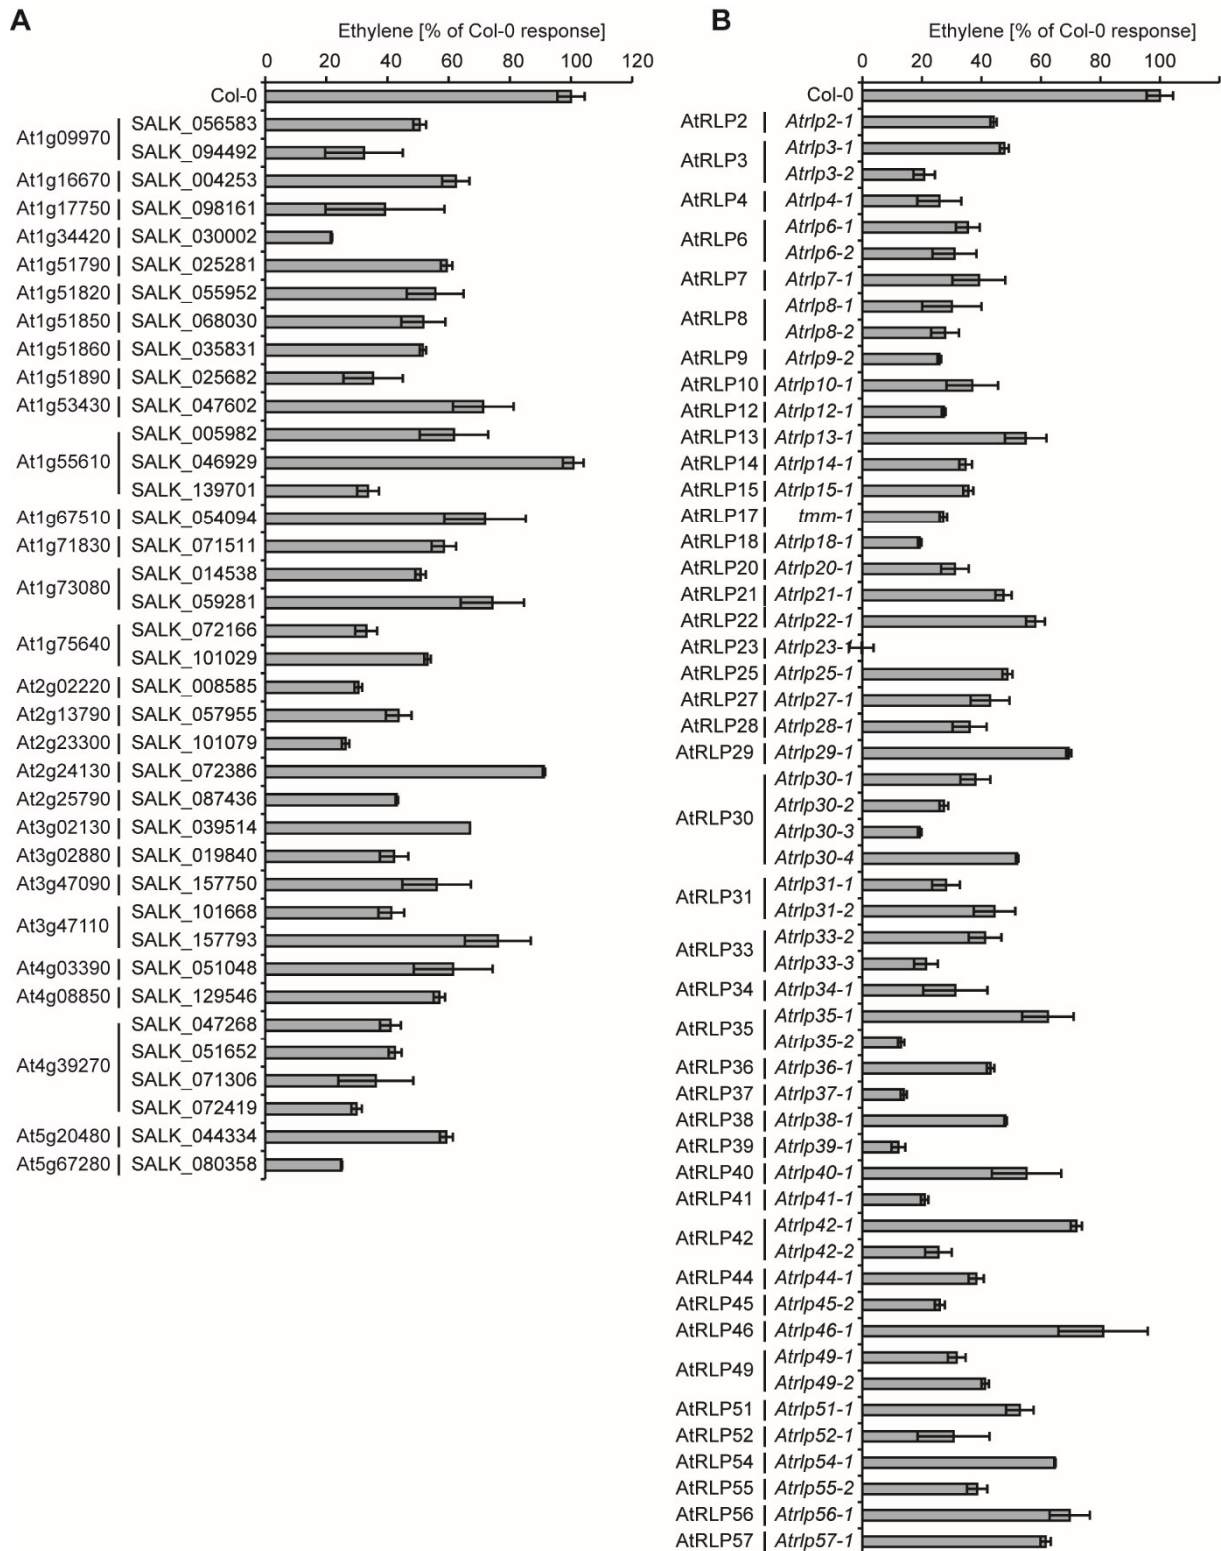 A
Ethylene [% of Col-0 response]
0 20 40 60 80 100 120
Col-0
At1g09970 SALK_056583
SALK_094492
At1g16670 SALK_004253
At1g17750 SALK_098161
At1g34420 SALK_030002
At1g51790 SALK_025281
At1g51820 SALK_055952
At1g51850 SALK_068030
At1g51860 SALK_035831
At1g51890 SALK_025682
At1g53430 SALK_047602
At1g55610 SALK_005982
SALK_046929
SALK_139701
At1g67510 SALK_054094
At1g71830 SALK_071511
At1g73080 SALK_014538
SALK_059281
At1g75640 SALK_072166
SALK_101029
At2g02220 SALK_008585
At2g13790 SALK_057955
At2g23300 SALK_101079
At2g24130 SALK_072386
At2g25790 SALK_087436
At3g02130 SALK_039514
At3g02880 SALK_019840
At3g47090 SALK_157750
At3g47110 SALK_101668
SALK_157793
At4g03390 SALK_051048
At4g08850 SALK_129546
At4g39270 SALK_047268
SALK_051652
SALK_071306
SALK_072419
At5g20480 SALK_044334
At5g67280 SALK_080358
B
Ethylene [% of Col-0 response]
0 20 40 60 80 100
Col-0
AtRLP2 Atrlp2-1
AtRLP3 Atrlp3-1
Atrlp3-2
AtRLP4 Atrlp4-1
AtRLP6 Atrlp6-1
Atrlp6-2
AtRLP7 Atrlp7-1
AtRLP8 Atrlp8-1
Atrlp8-2
AtRLP9 Atrlp9-2
AtRLP10 Atrlp10-1
AtRLP12 Atrlp12-1
AtRLP13 Atrlp13-1
AtRLP14 Atrlp14-1
AtRLP15 Atrlp15-1
AtRLP17 tmm-1
AtRLP18 Atrlp18-1
AtRLP20 Atrlp20-1
AtRLP21 Atrlp21-1
AtRLP22 Atrlp22-1
AtRLP23 Atrlp23-1
AtRLP25 Atrlp25-1
AtRLP27 Atrlp27-1
AtRLP28 Atrlp28-1
AtRLP29 Atrlp29-1
AtRLP30 Atrlp30-1
Atrlp30-2
Atrlp30-3
Atrlp30-4
AtRLP31 Atrlp31-1
Atrlp31-2
AtRLP33 Atrlp33-2
Atrlp33-3
AtRLP34 Atrlp34-1
AtRLP35 Atrlp35-1
Atrlp35-2
AtRLP36 Atrlp36-1
AtRLP37 Atrlp37-1
AtRLP38 Atrlp38-1
AtRLP39 Atrlp39-1
AtRLP40 Atrlp40-1
AtRLP41 Atrlp41-1
AtRLP42 Atrlp42-1
Atrlp42-2
AtRLP44 Atrlp44-1
AtRLP45 Atrlp45-2
AtRLP46 Atrlp46-1
AtRLP49 Atrlp49-1
Atrlp49-2
AtRLP51 Atrlp51-1
AtRLP52 Atrlp52-1
AtRLP54 Atrlp54-1
AtRLP55 Atrlp55-2
AtRLP56 Atrlp56-1
AtRLP57 Atrlp57-1